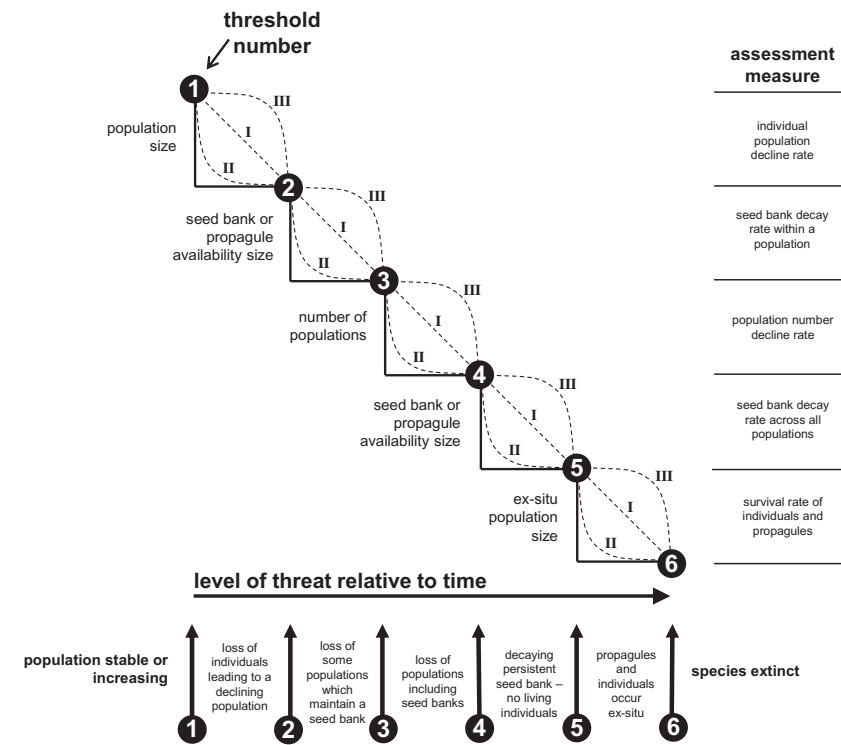 threshold
number
assessment
measure
1
III
I
II
population
size
individual
population
decline rate
2
III
I
II
seed bank or
propagule
availability size
seed bank decay
rate within a
population
3
III
I
II
number of
populations
population number
decline rate
4
III
I
II
seed bank or
propagule
availability size
seed bank decay
rate across all
populations
5
III
I
II
ex-situ
population
size
survival rate of
individuals and
propagules
6
level of threat relative to time
population stable or
increasing
loss of
individuals
leading to a
declining
population
loss of
some
populations
which
maintain a
seed bank
loss of
populations
including
seed banks
decaying
persistent
seed bank –
no living
individuals
propagules
and
individuals
occur
ex-situ
species extinct
1
2
3
4
5
6